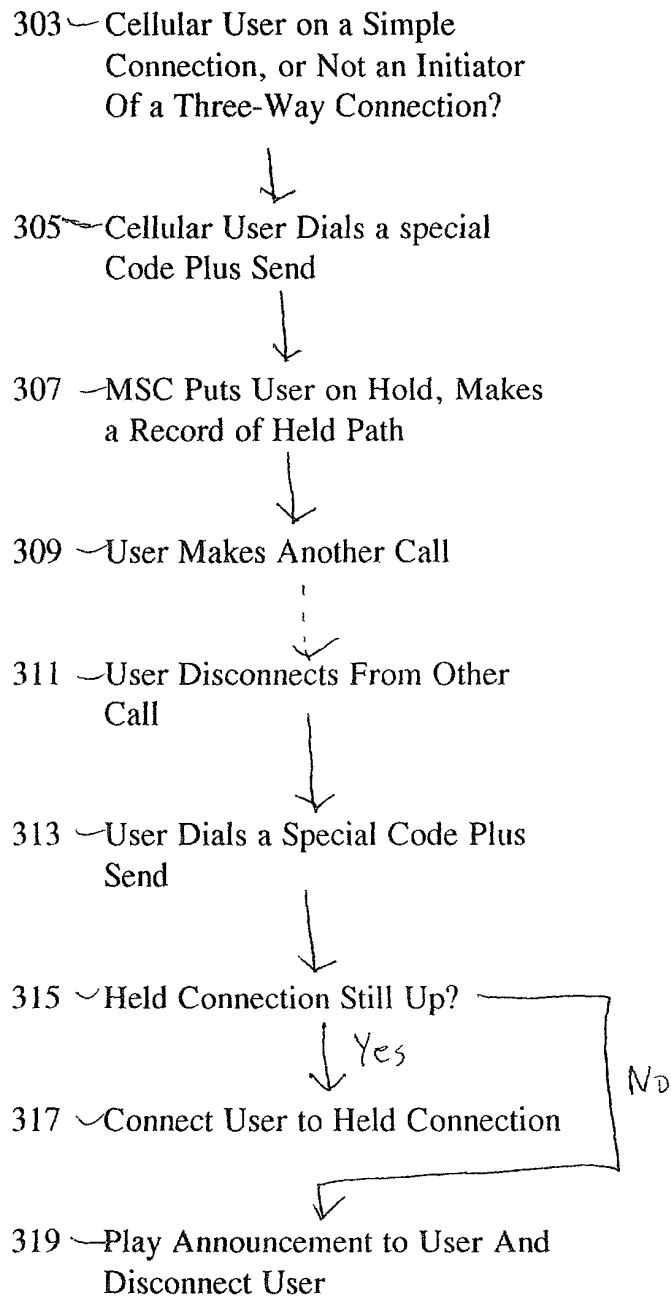 303 Cellular User on a Simple
Connection, or Not an Initiator
Of a Three-Way Connection?
305 Cellular User Dials a special
Code Plus Send
307 MSC Puts User on Hold, Makes
a Record of Held Path
309 User Makes Another Call
311 User Disconnects From Other
Call
313 User Dials a Special Code Plus
Send
315 Held Connection Still Up?
Yes
No
317 Connect User to Held Connection
319 Play Announcement to User And
Disconnect User